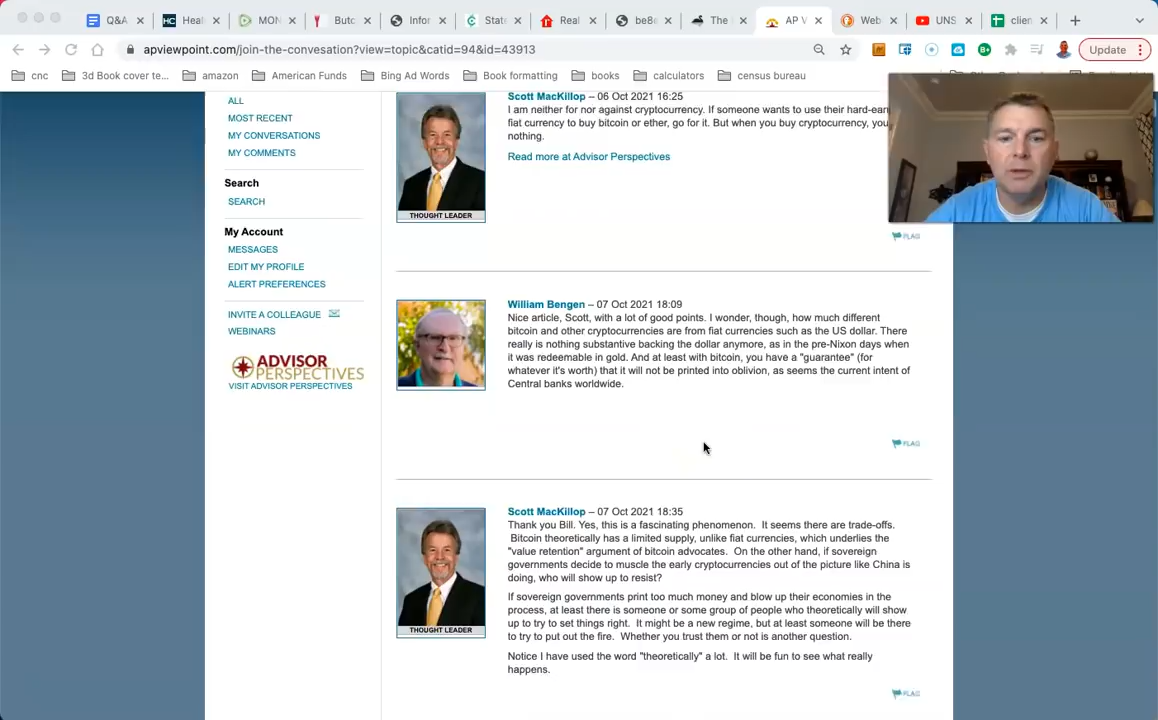 Q&A
Heal
MON
Butc
Infor
State
Real
be8e
The I
AP V
Web
UNS
clien
apviewpoint.com/join-the-convesation?view=topic&catid=94&id=43913
Update
cnc
3d Book cover te...
amazon
American Funds
Bing Ad Words
Book formatting
books
calculators
census bureau
ALL
MOST RECENT
MY CONVERSATIONS
MY COMMENTS
Search
SEARCH
My Account
MESSAGES
EDIT MY PROFILE
ALERT PREFERENCES
INVITE A COLLEAGUE
WEBINARS
ADVISOR
PERSPECTIVES
VISIT ADVISOR PERSPECTIVES
Scott MacKillop – 06 Oct 2021 16:25
I am neither for nor against cryptocurrency. If someone wants to use their hard-ear
fiat currency to buy bitcoin or ether, go for it. But when you buy cryptocurrency, you
nothing.
Read more at Advisor Perspectives
THOUGHT LEADER
FLAG
William Bengen – 07 Oct 2021 18:09
Nice article, Scott, with a lot of good points. I wonder, though, how much different
bitcoin and other cryptocurrencies are from fiat currencies such as the US dollar. There
really is nothing substantive backing the dollar anymore, as in the pre-Nixon days when
it was redeemable in gold. And at least with bitcoin, you have a "guarantee" (for
whatever it's worth) that it will not be printed into oblivion, as seems the current intent of
Central banks worldwide.
FLAG
Scott MacKillop – 07 Oct 2021 18:35
Thank you Bill. Yes, this is a fascinating phenomenon. It seems there are trade-offs.
Bitcoin theoretically has a limited supply, unlike fiat currencies, which underlies the
"value retention" argument of bitcoin advocates. On the other hand, if sovereign
governments decide to muscle the early cryptocurrencies out of the picture like China is
doing, who will show up to resist?
If sovereign governments print too much money and blow up their economies in the
process, at least there is someone or some group of people who theoretically will show
up to try to set things right. It might be a new regime, but at least someone will be there
to try to put out the fire. Whether you trust them or not is another question.
Notice I have used the word "theoretically" a lot. It will be fun to see what really
happens.
THOUGHT LEADER
FLAG